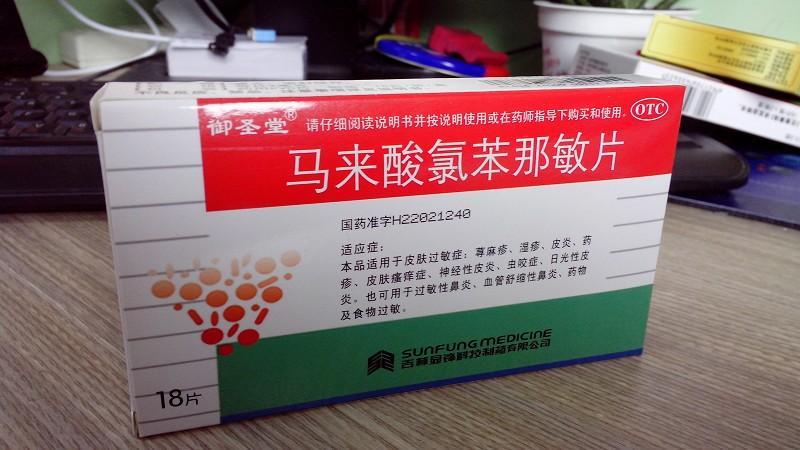 御圣堂®
请仔细阅读说明书并按说明使用或在药师指导下购买和使用。
OTC
马来酸氯苯那敏片
国药准字H22021240
适应症:
本品适用于皮肤过敏症:荨麻疹、湿疹、皮炎、药
疹、皮肤瘙痒症、神经性皮炎、虫咬症、日光性皮
炎。也可用于过敏性鼻炎、血管舒缩性鼻炎、药物
及食物过敏。
SUNFUNG MEDICINE
吉林显锋科技制药有限公司
18片